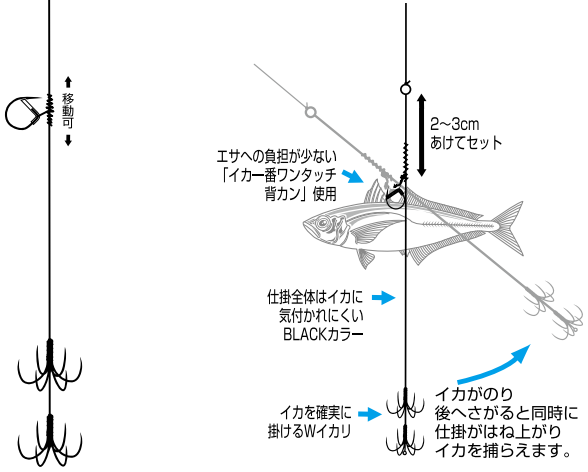 移動可
2〜3cm
あけてセット
エサへの負担が少ない
「イカ一番ワンタッチ
背カン」使用
仕掛全体はイカに
気付かれにくい
BLACKカラー
イカを確実に
掛けるWイカリ
イカがのり
後へさがると同時に
仕掛がはね上がり
イカを捕らえます。